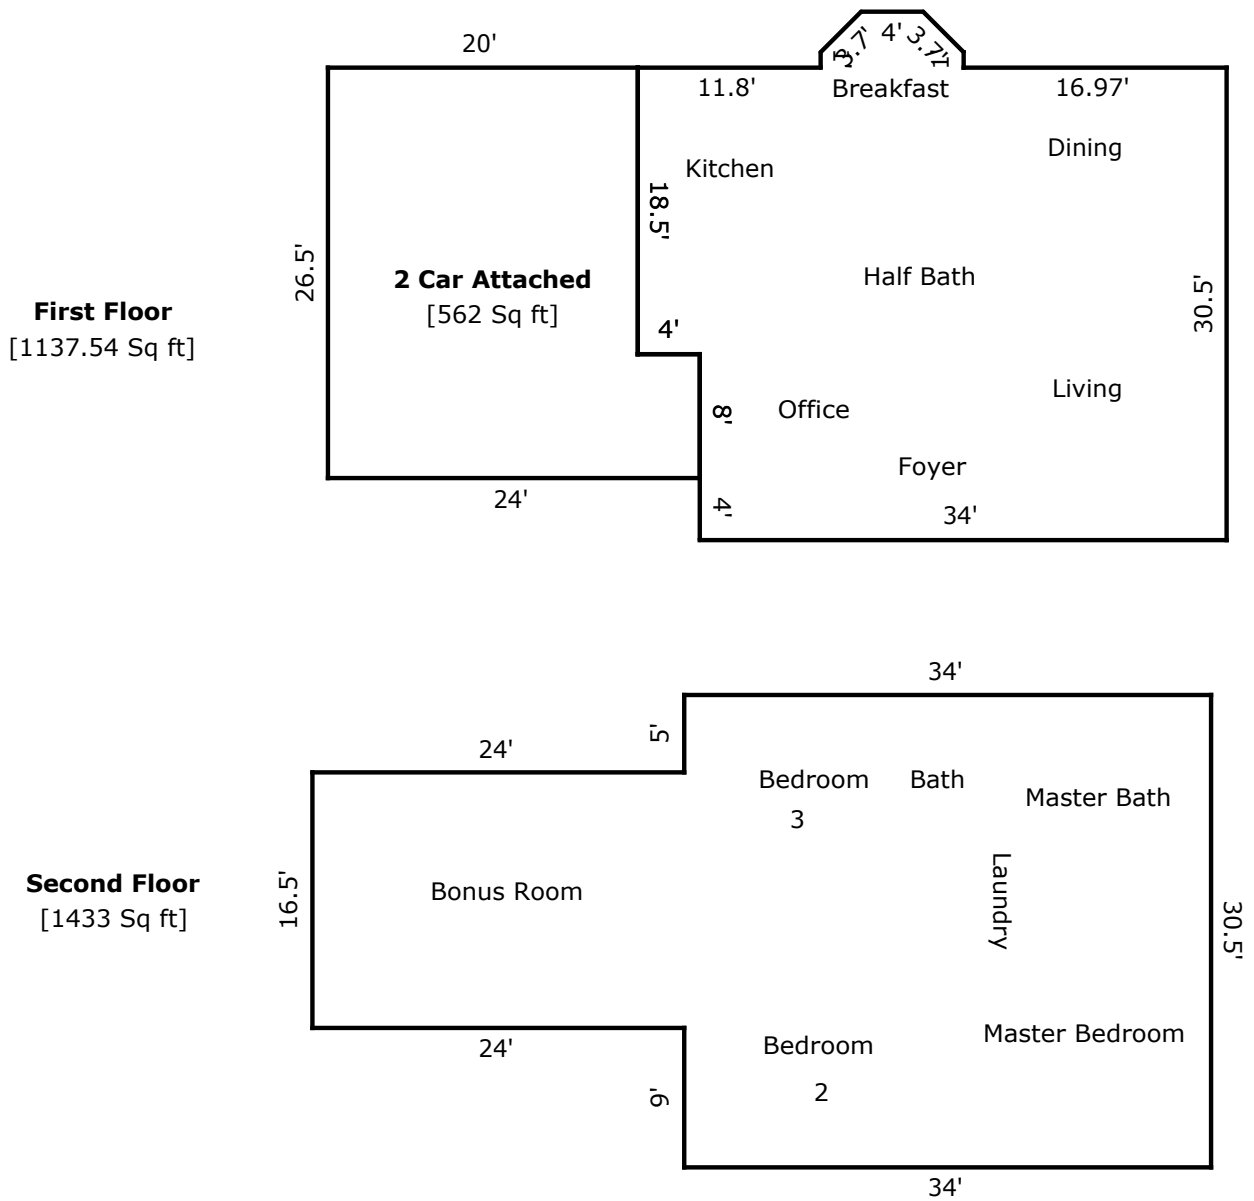 20'
3.7'
4'
3.7'
1'
1'
11.8'
Breakfast
16.97'
Dining
Kitchen
18.5'
26.5'
2 Car Attached
[562 Sq ft]
Half Bath
30.5'
First Floor
[1137.54 Sq ft]
4'
Living
8'
Office
Foyer
24'
4'
34'
34'
5'
24'
Bedroom
3
Bath
Master Bath
Second Floor
[1433 Sq ft]
16.5'
Bonus Room
Laundry
30.5'
24'
Bedroom
2
Master Bedroom
9'
34'